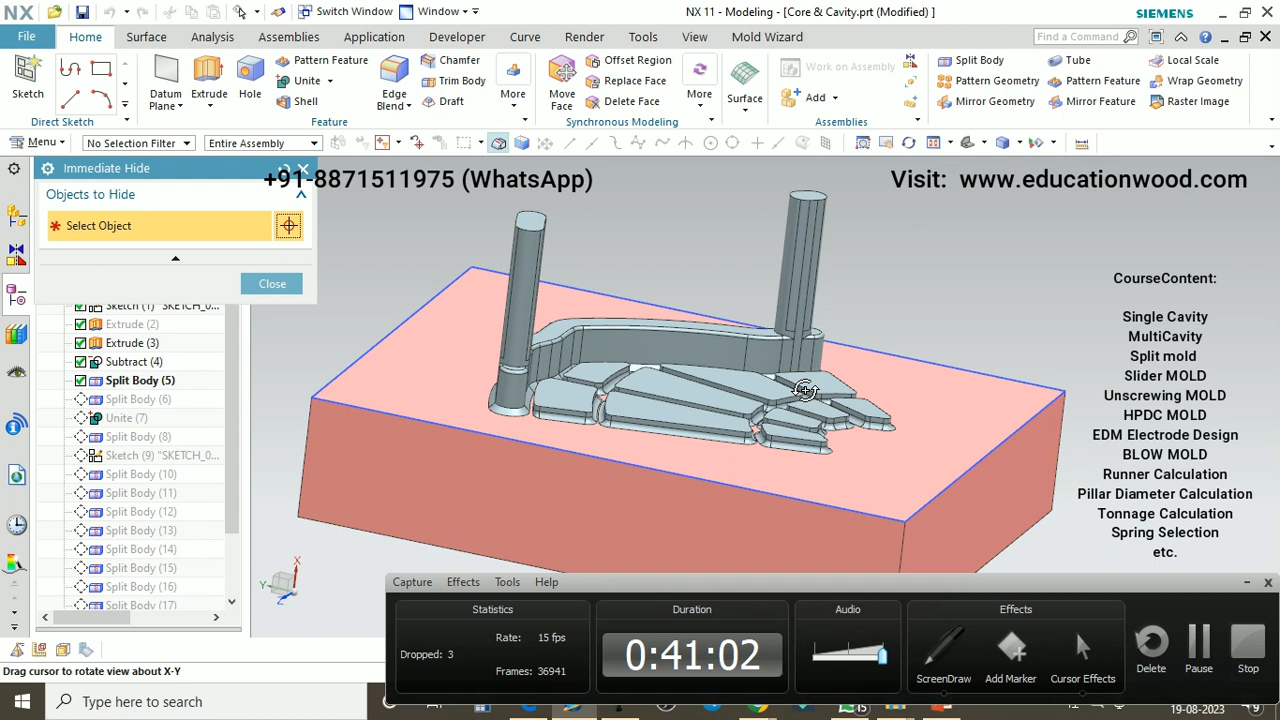 NX
Switch Window
Window
NX 11 - Modeling - [Core & Cavity.prt (Modified) ]
SIEMENS
File
Home
Surface
Analysis
Assemblies
Application
Developer
Curve
Render
Tools
View
Mold Wizard
Find a Command
Sketch
Direct Sketch
Datum Plane
Extrude
Hole
Pattern Feature
Unite
Shell
Edge Blend
Chamfer
Trim Body
Draft
More
Feature
Move Face
Offset Region
Replace Face
Delete Face
More
Synchronous Modeling
Surface
Work on Assembly
Add
Assemblies
Split Body
Pattern Geometry
Mirror Geometry
Tube
Pattern Feature
Mirror Feature
Local Scale
Wrap Geometry
Raster Image
Menu
No Selection Filter
Entire Assembly
Immediate Hide
Objects to Hide
* Select Object
Close
+91-8871511975 (WhatsApp)
Visit: www.educationwood.com
Sketch (1) "SKETCH_0...
Extrude (2)
Extrude (3)
Subtract (4)
Split Body (5)
Split Body (6)
Unite (7)
Split Body (8)
Sketch (9) "SKETCH_0...
Split Body (10)
Split Body (11)
Split Body (12)
Split Body (13)
Split Body (14)
Split Body (15)
Split Body (16)
Split Body (17)
CourseContent:
Single Cavity
MultiCavity
Split mold
Slider MOLD
Unscrewing MOLD
HPDC MOLD
EDM Electrode Design
BLOW MOLD
Runner Calculation
Pillar Diameter Calculation
Tonnage Calculation
Spring Selection
etc.
X
Y
Z
Capture
Effects
Tools
Help
Statistics
Rate: 15 fps
Dropped: 3
Frames: 36941
Duration
0:41:02
Audio
Effects
ScreenDraw
Add Marker
Cursor Effects
Delete
Pause
Stop
Drag cursor to rotate view about X-Y
Type here to search
19-08-2023